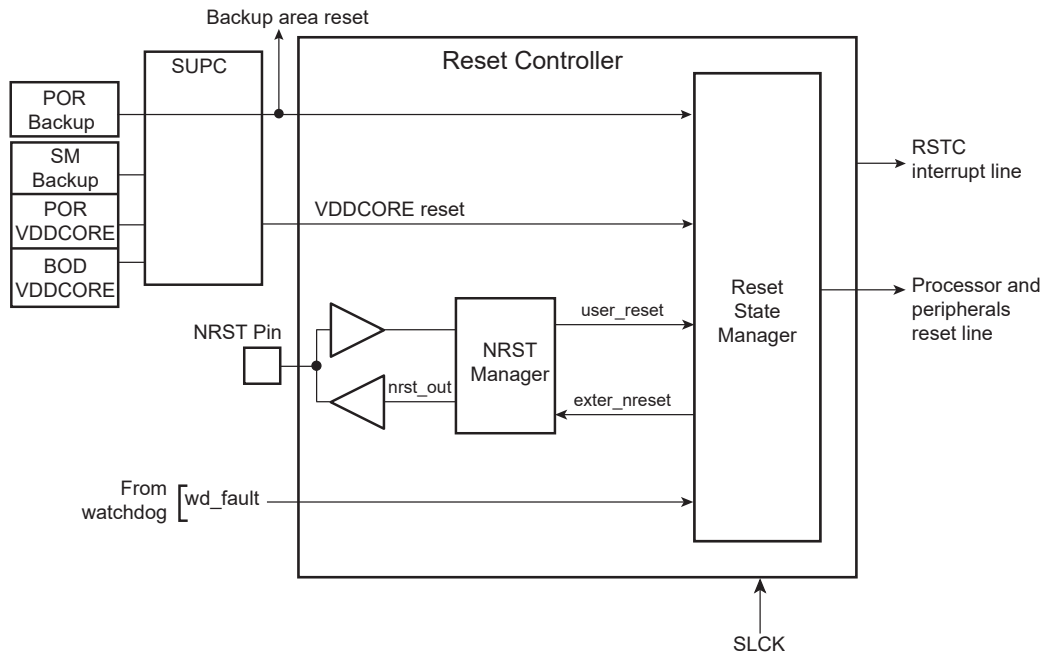 Backup area reset
SUPC
Reset Controller
POR
Backup
SM
Backup
POR
VDDCORE
BOD
VDDCORE
VDDCORE reset
RSTC
interrupt line
Reset
State
Manager
Processor and
peripherals
reset line
NRST Pin
NRST
Manager
user_reset
nrst_out
exter_nreset
From
watchdog
wd_fault
SLCK